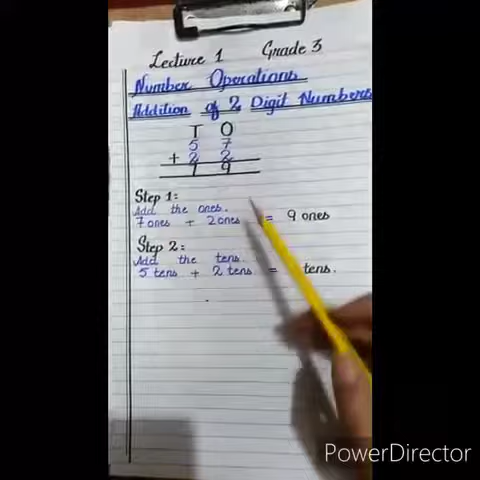 Lecture 1 Grade 3
Number Operations
Addition of 2 Digit Numbers
T O
5 7
+ 2 2
7 9
Step 1:
Add the ones.
7 ones + 2 ones = 9 ones
Step 2:
Add the tens.
5 tens + 2 tens = tens.
PowerDirector